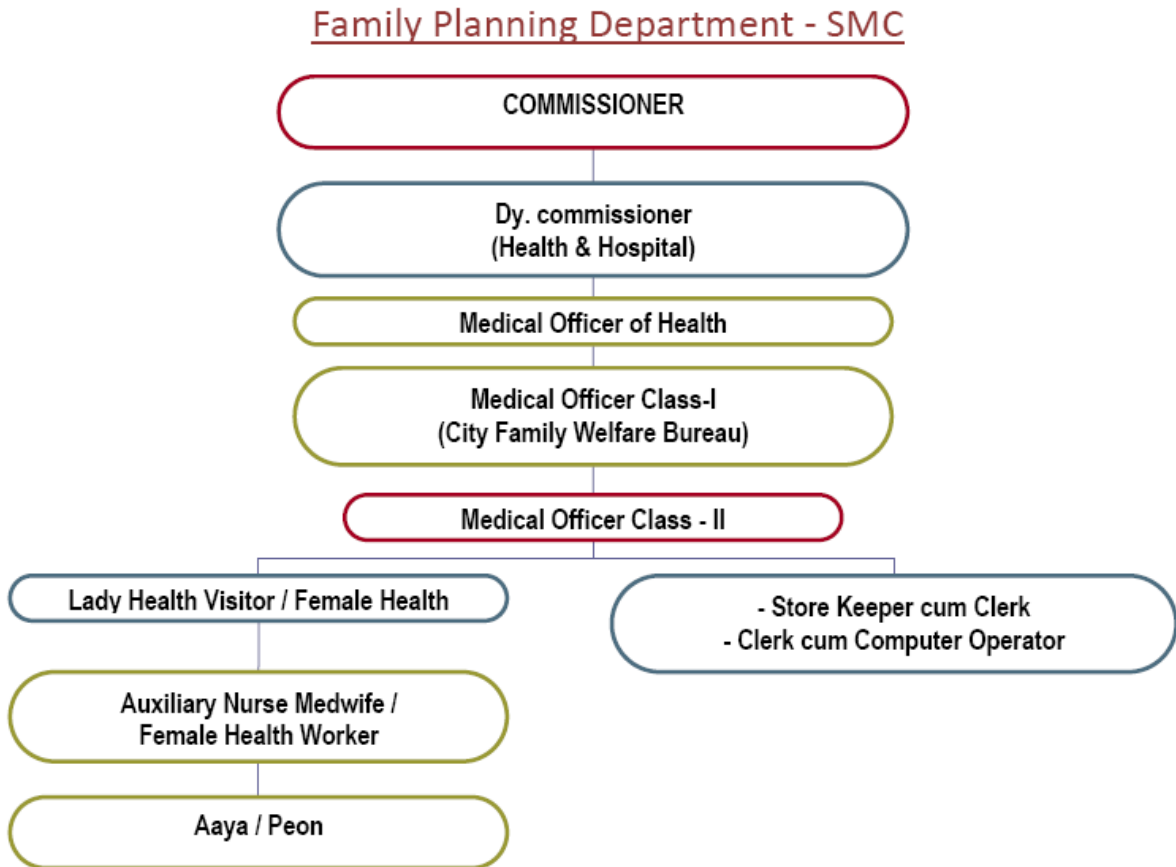 Family Planning Department - SMC
COMMISSIONER
Dy. commissioner
(Health & Hospital)
Medical Officer of Health
Medical Officer Class-I
(City Family Welfare Bureau)
Medical Officer Class - II
Lady Health Visitor / Female Health
- Store Keeper cum Clerk
- Clerk cum Computer Operator
Auxiliary Nurse Medwife /
Female Health Worker
Aaya / Peon